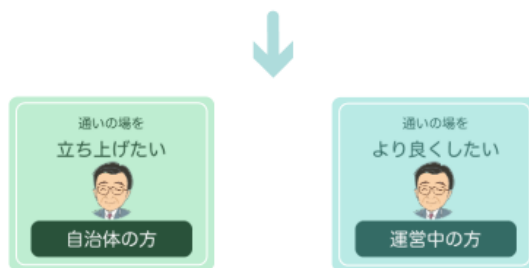 通いの場を
立ち上げたい
自治体の方
通いの場を
より良くしたい
運営中の方